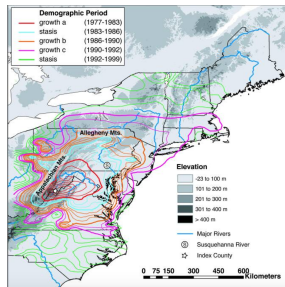 Demographic Period
growth a (1977-1983)
stasis (1983-1986)
growth b (1986-1990)
growth c (1990-1992)
stasis (1992-1999)
Allegheny Mts.
Appalachian Mts.
S
Elevation
-23 to 100 m
101 to 200 m
201 to 300 m
301 to 400 m
> 400 m
Major Rivers
S Susquehanna River
Index County
0 75 150 300 450 600
Kilometers